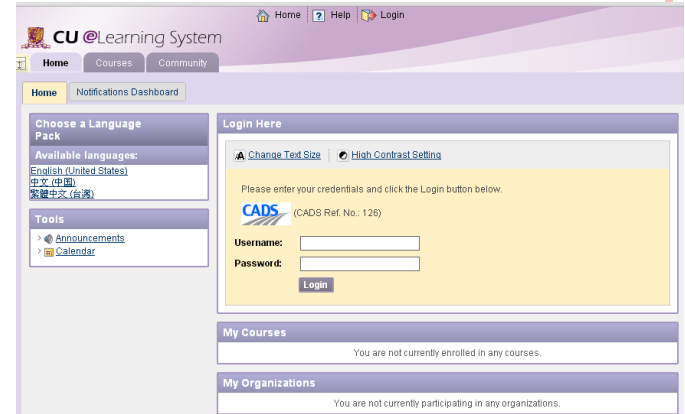 Home ? Help Login
CU @Learning System
Home Courses Community
Home Notifications Dashboard
Choose a Language
Pack
Available languages:
English (United States)
中文 (中国)
繁體中文 (台湾)
Tools
> Announcements
> Calendar
Login Here
A Change Text Size High Contrast Setting
Please enter your credentials and click the Login button below.
CADS (CADS Ref. No.: 126)
Username:
Password:
Login
My Courses
You are not currently enrolled in any courses.
My Organizations
You are not currently participating in any organizations.